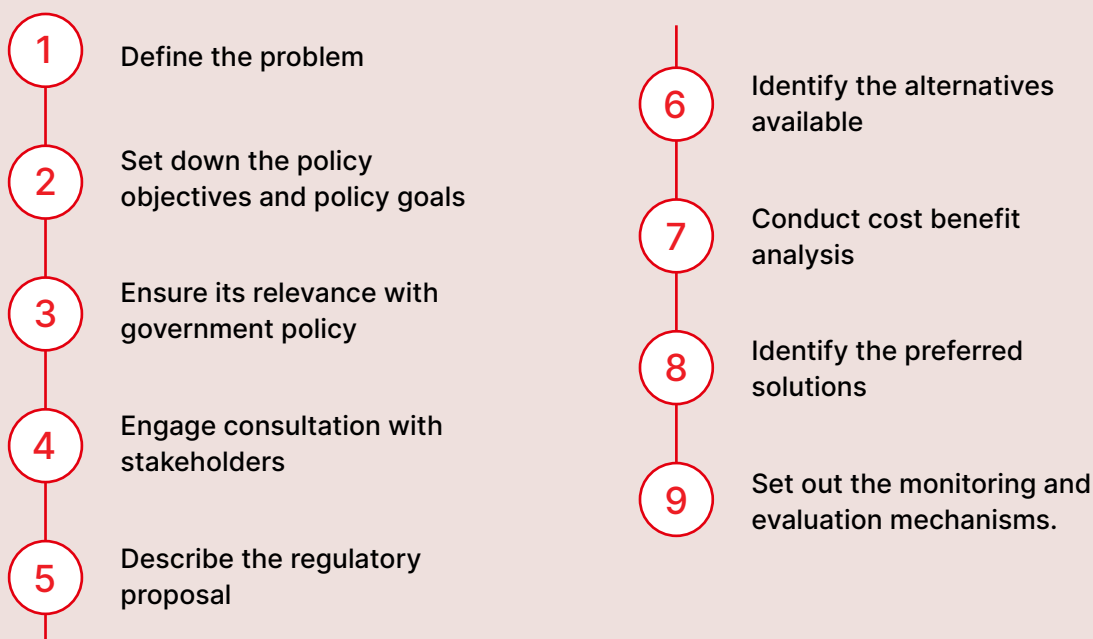 1
Define the problem
2
Set down the policy
objectives and policy goals
3
Ensure its relevance with
government policy
4
Engage consultation with
stakeholders
5
Describe the regulatory
proposal
6
Identify the alternatives
available
7
Conduct cost benefit
analysis
8
Identify the preferred
solutions
9
Set out the monitoring and
evaluation mechanisms.